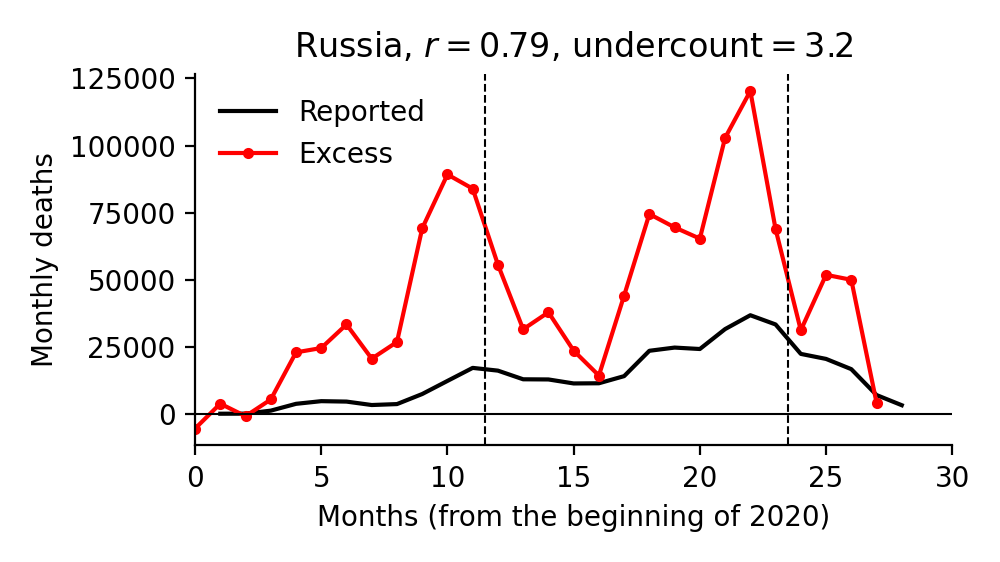 Russia, r = 0.79, undercount = 3.2
125000
100000
75000
50000
25000
0
Monthly deaths
Reported
Excess
0 5 10 15 20 25 30
Months (from the beginning of 2020)